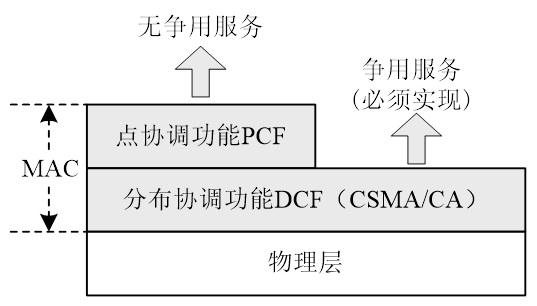 无争用服务
争用服务
(必须实现)
点协调功能PCF
MAC
分布协调功能DCF（CSMA/CA）
物理层